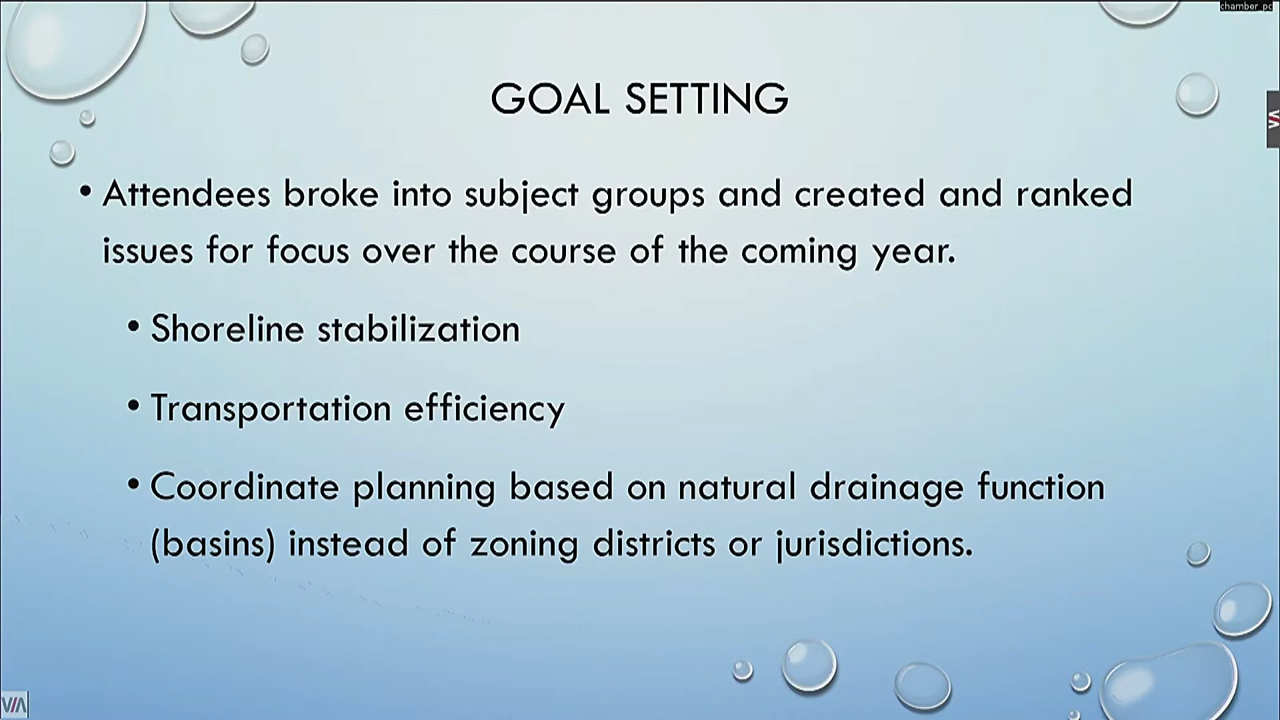 chamber_pc
GOAL SETTING
• Attendees broke into subject groups and created and ranked
issues for focus over the course of the coming year.
• Shoreline stabilization
• Transportation efficiency
• Coordinate planning based on natural drainage function
(basins) instead of zoning districts or jurisdictions.
VIA